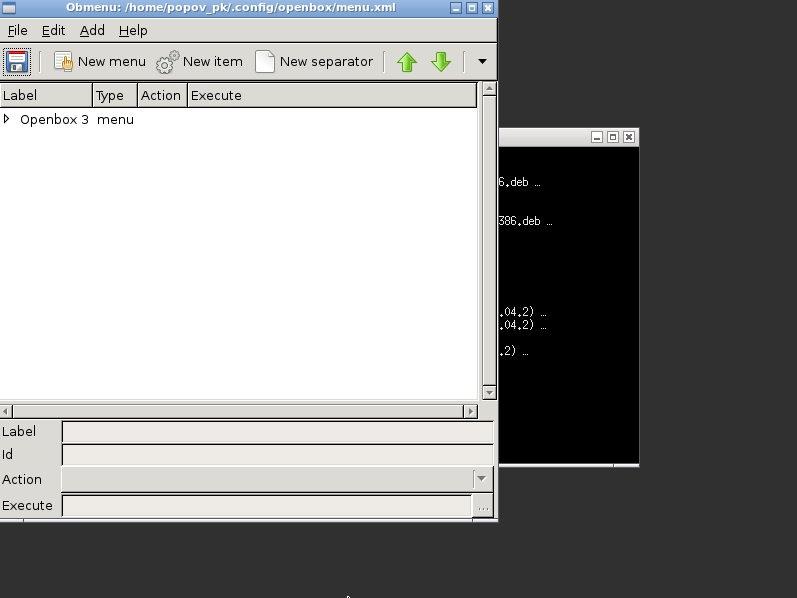 Obmenu: /home/popov_pk/.config/openbox/menu.xml
File Edit Add Help
New menu New item New separator
Label Type Action Execute
Openbox 3 menu
6.deb …
386.deb …
.04.2) …
.04.2) …
.2) …
Label
Id
Action
Execute ...